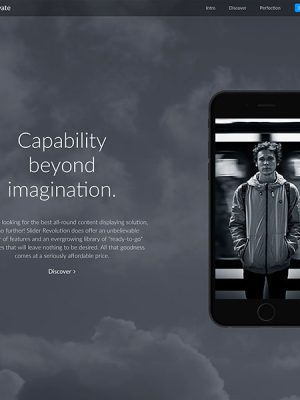 Intro Discover Perfection
Capability
beyond
imagination.
looking for the best all-round content displaying solution,
further! Slider Revolution does offer an unbelievable
of features and an evergrowing library of "ready-to-go"
that will leave nothing to be desired. All that goodness
comes at a seriously affordable price.
Discover >